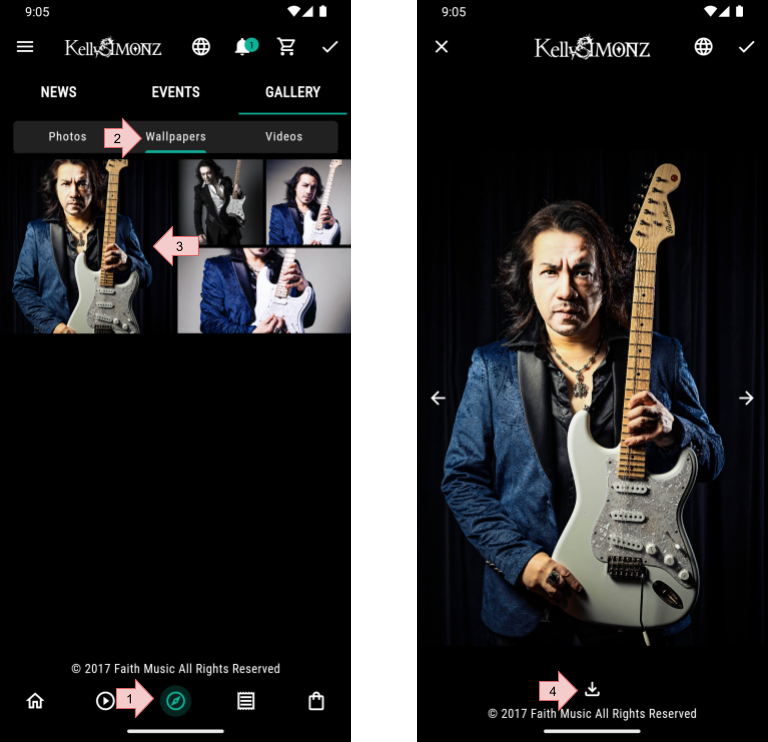 9:05
KellySIMONZ
1
NEWS EVENTS GALLERY
Photos 2 Wallpapers Videos
3
© 2017 Faith Music All Rights Reserved
1
9:05
KellySIMONZ
4
© 2017 Faith Music All Rights Reserved